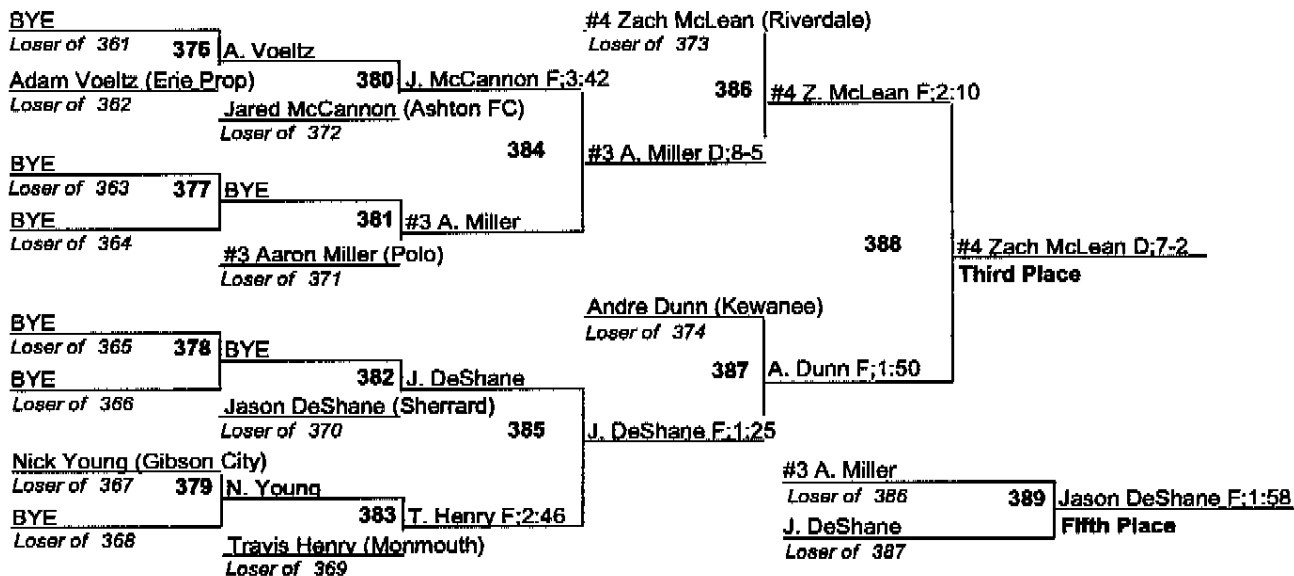 BYE
Loser of 361
376
A. Voeltz
Adam Voeltz (Erie Prop)
Loser of 362
380
J. McCannon F;3:42
Jared McCannon (Ashton FC)
Loser of 372
384
#3 A. Miller D;8-5
BYE
Loser of 363
377
BYE
BYE
Loser of 364
381
#3 A. Miller
#3 Aaron Miller (Polo)
Loser of 371
#4 Zach McLean (Riverdale)
Loser of 373
386
#4 Z. McLean F;2:10
388
#4 Zach McLean D;7-2
Third Place
BYE
Loser of 365
378
BYE
BYE
Loser of 366
382
J. DeShane
Jason DeShane (Sherrard)
Loser of 370
385
J. DeShane F;1:25
Nick Young (Gibson City)
Loser of 367
379
N. Young
BYE
Loser of 368
383
T. Henry F;2:46
Travis Henry (Monmouth)
Loser of 369
Andre Dunn (Kewanee)
Loser of 374
387
A. Dunn F;1:50
#3 A. Miller
Loser of 386
389
Jason DeShane F;1:58
Fifth Place
J. DeShane
Loser of 387